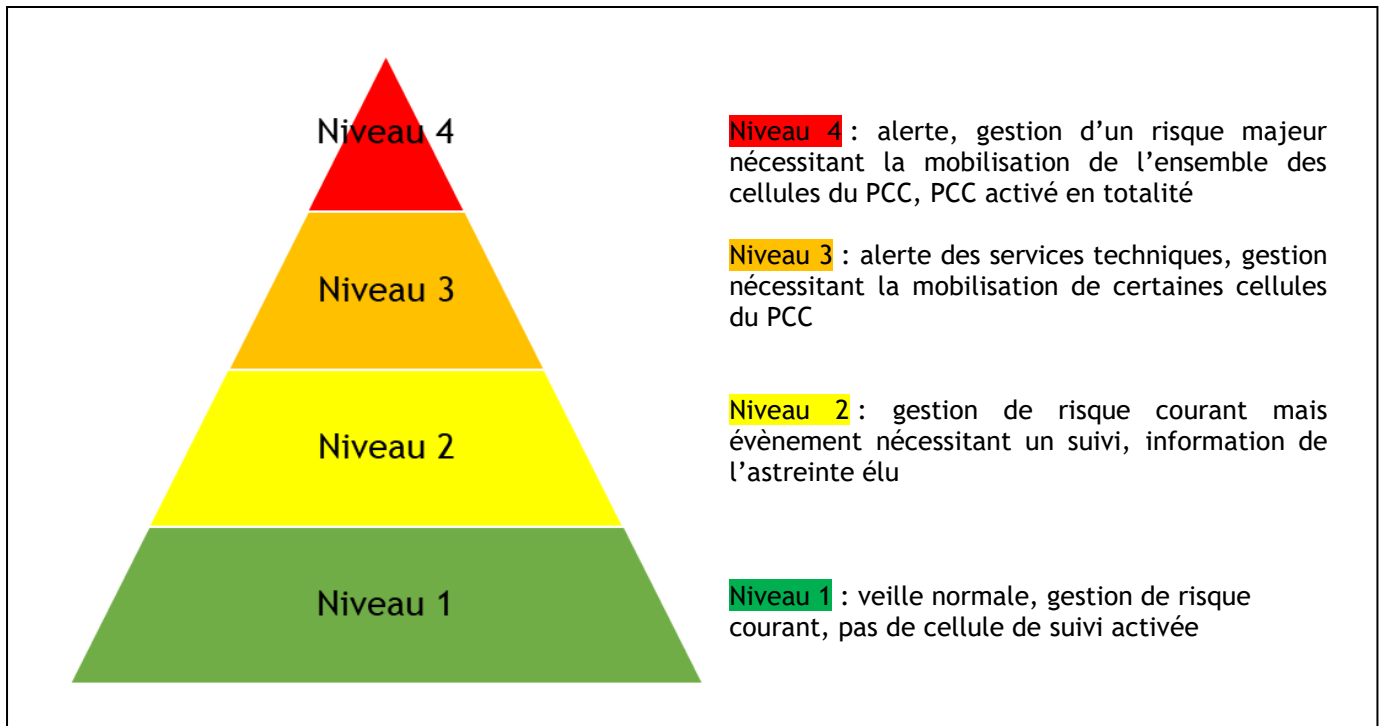 Niveau 4
Niveau 3
Niveau 2
Niveau 1
Niveau 4 : alerte, gestion d’un risque majeur
nécessitant la mobilisation de l’ensemble des
cellules du PCC, PCC activé en totalité
Niveau 3 : alerte des services techniques, gestion
nécessitant la mobilisation de certaines cellules
du PCC
Niveau 2 : gestion de risque courant mais
évènement nécessitant un suivi, information de
l’astreinte élu
Niveau 1 : veille normale, gestion de risque
courant, pas de cellule de suivi activée